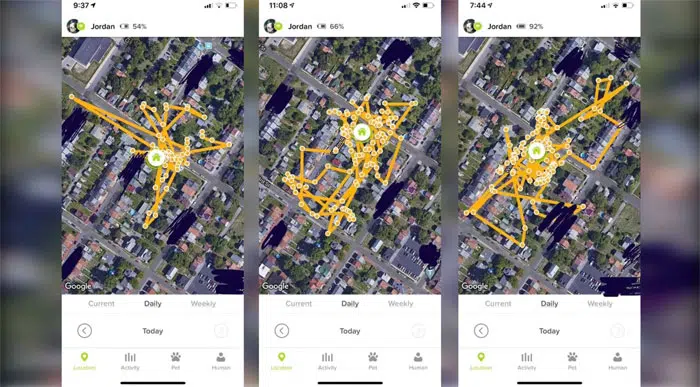 9:37
Jordan 54%
Google
Current Daily Weekly
Today
Location Activity Pet Human
11:08
Jordan 66%
Google
Current Daily Weekly
Today
Location Activity Pet Human
7:44
Jordan 92%
Google
Current Daily Weekly
Today
Location Activity Pet Human